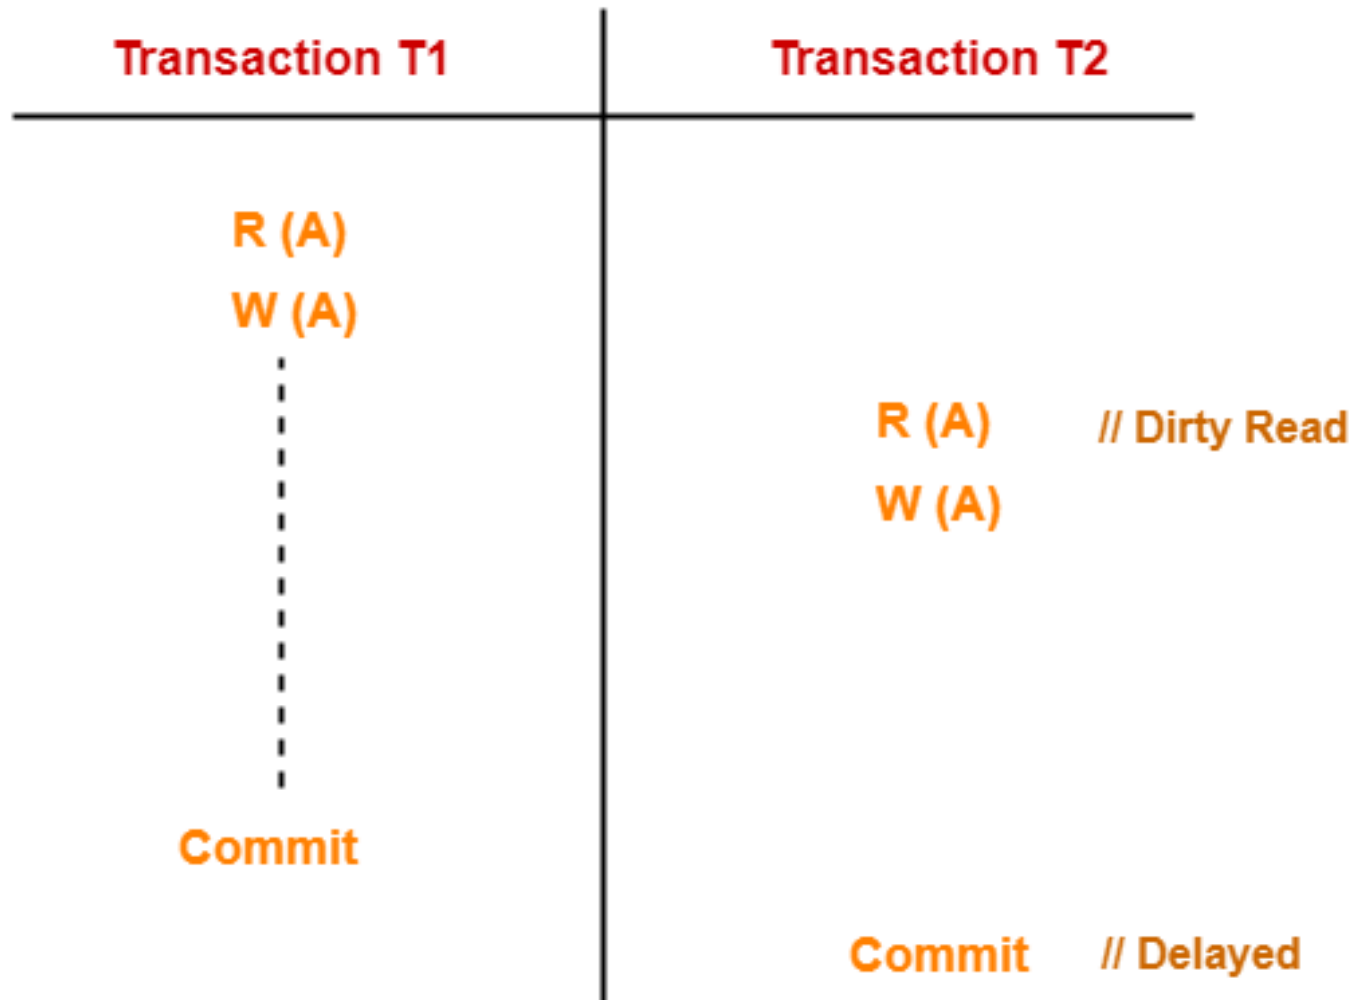 Transaction T1 Transaction T2
R (A)
W (A)
R (A) // Dirty Read
W (A)
Commit
Commit // Delayed